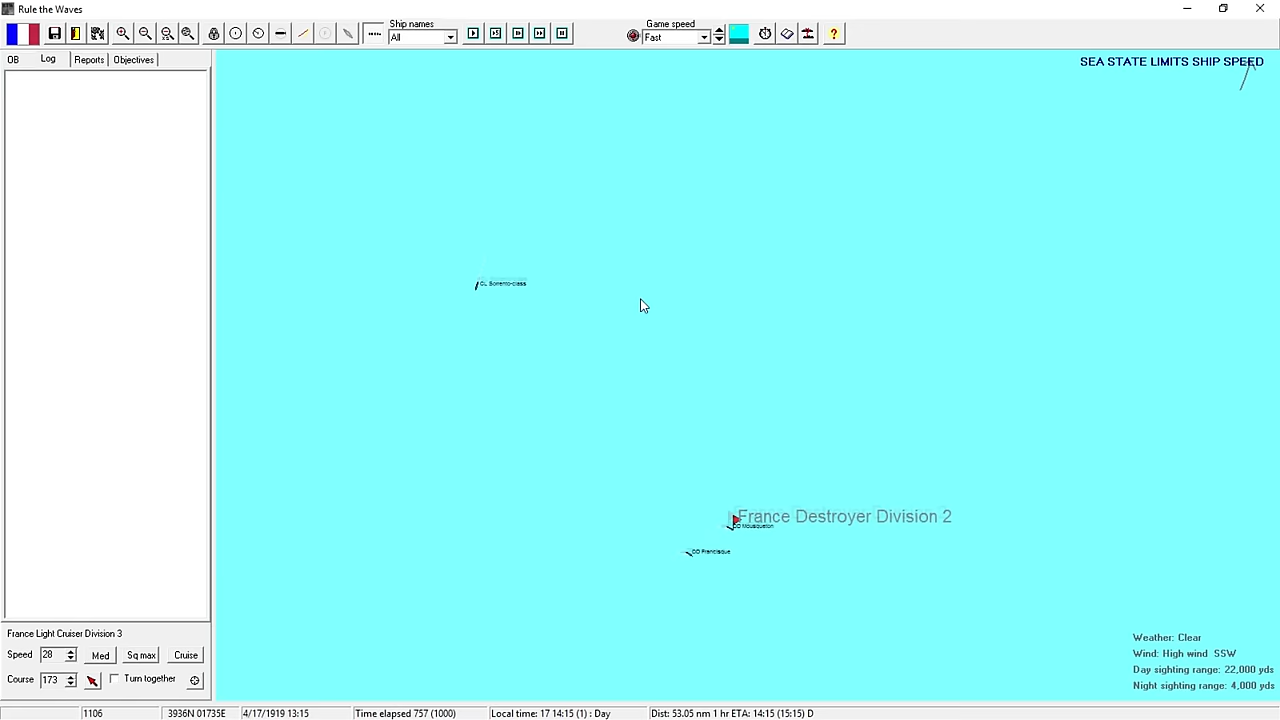 Rule the Waves
Ship names
All
Game speed
Fast
?
OB Log Reports Objectives
SEA STATE LIMITS SHIP SPEED
CL Sorrento-class
France Destroyer Division 2
DD Mousqueton
DD Francisque
Weather: Clear
Wind: High wind SSW
Day sighting range: 22,000 yds
Night sighting range: 4,000 yds
France Light Cruiser Division 3
Speed 28 Med Sq max Cruise
Course 173 Turn together
1106 3936N 01735E 4/17/1919 13:15 Time elapsed 757 (1000) Local time: 17 14:15 (1) : Day Dist: 53.05 nm 1 hr ETA: 14:15 (15:15) D